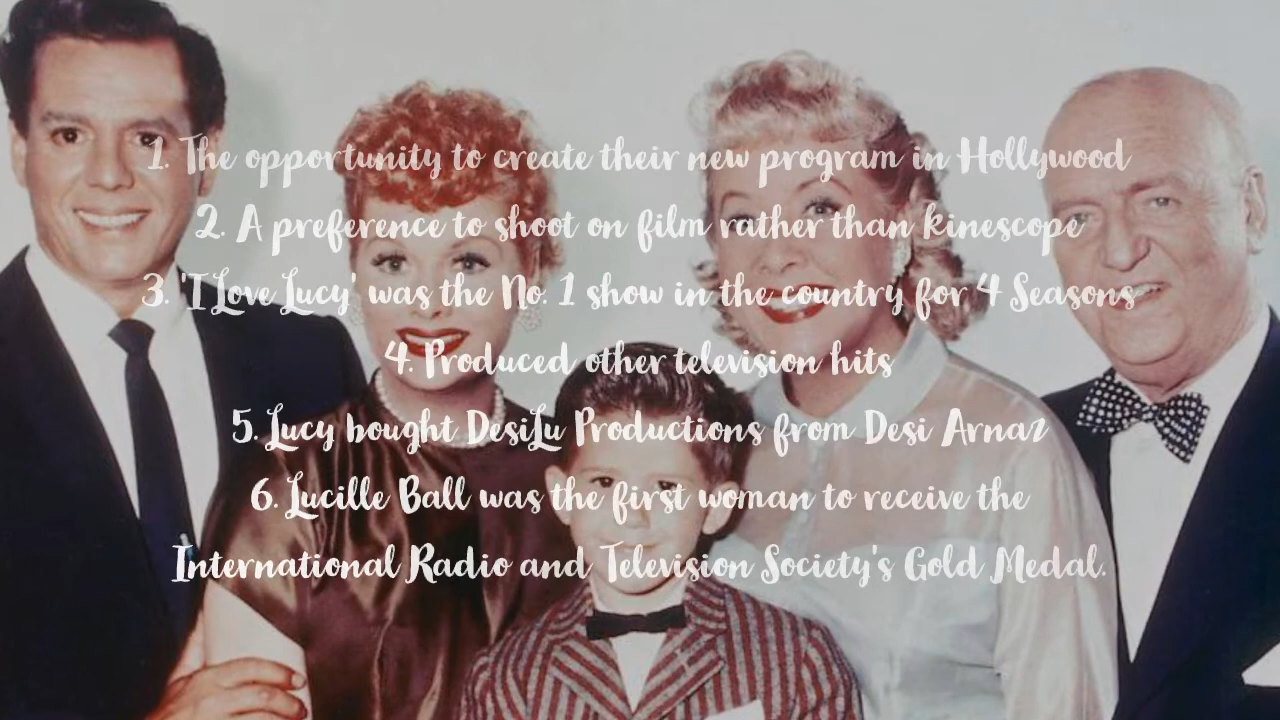 1. The opportunity to create their new program in Hollywood
2. A preference to shoot on film rather than kinescope
3. 'I Love Lucy' was the No. 1 show in the country for 4 Seasons
4. Produced other television hits
5. Lucy bought DesiLu Productions from Desi Arnaz
6. Lucille Ball was the first woman to receive the
International Radio and Television Society's Gold Medal.